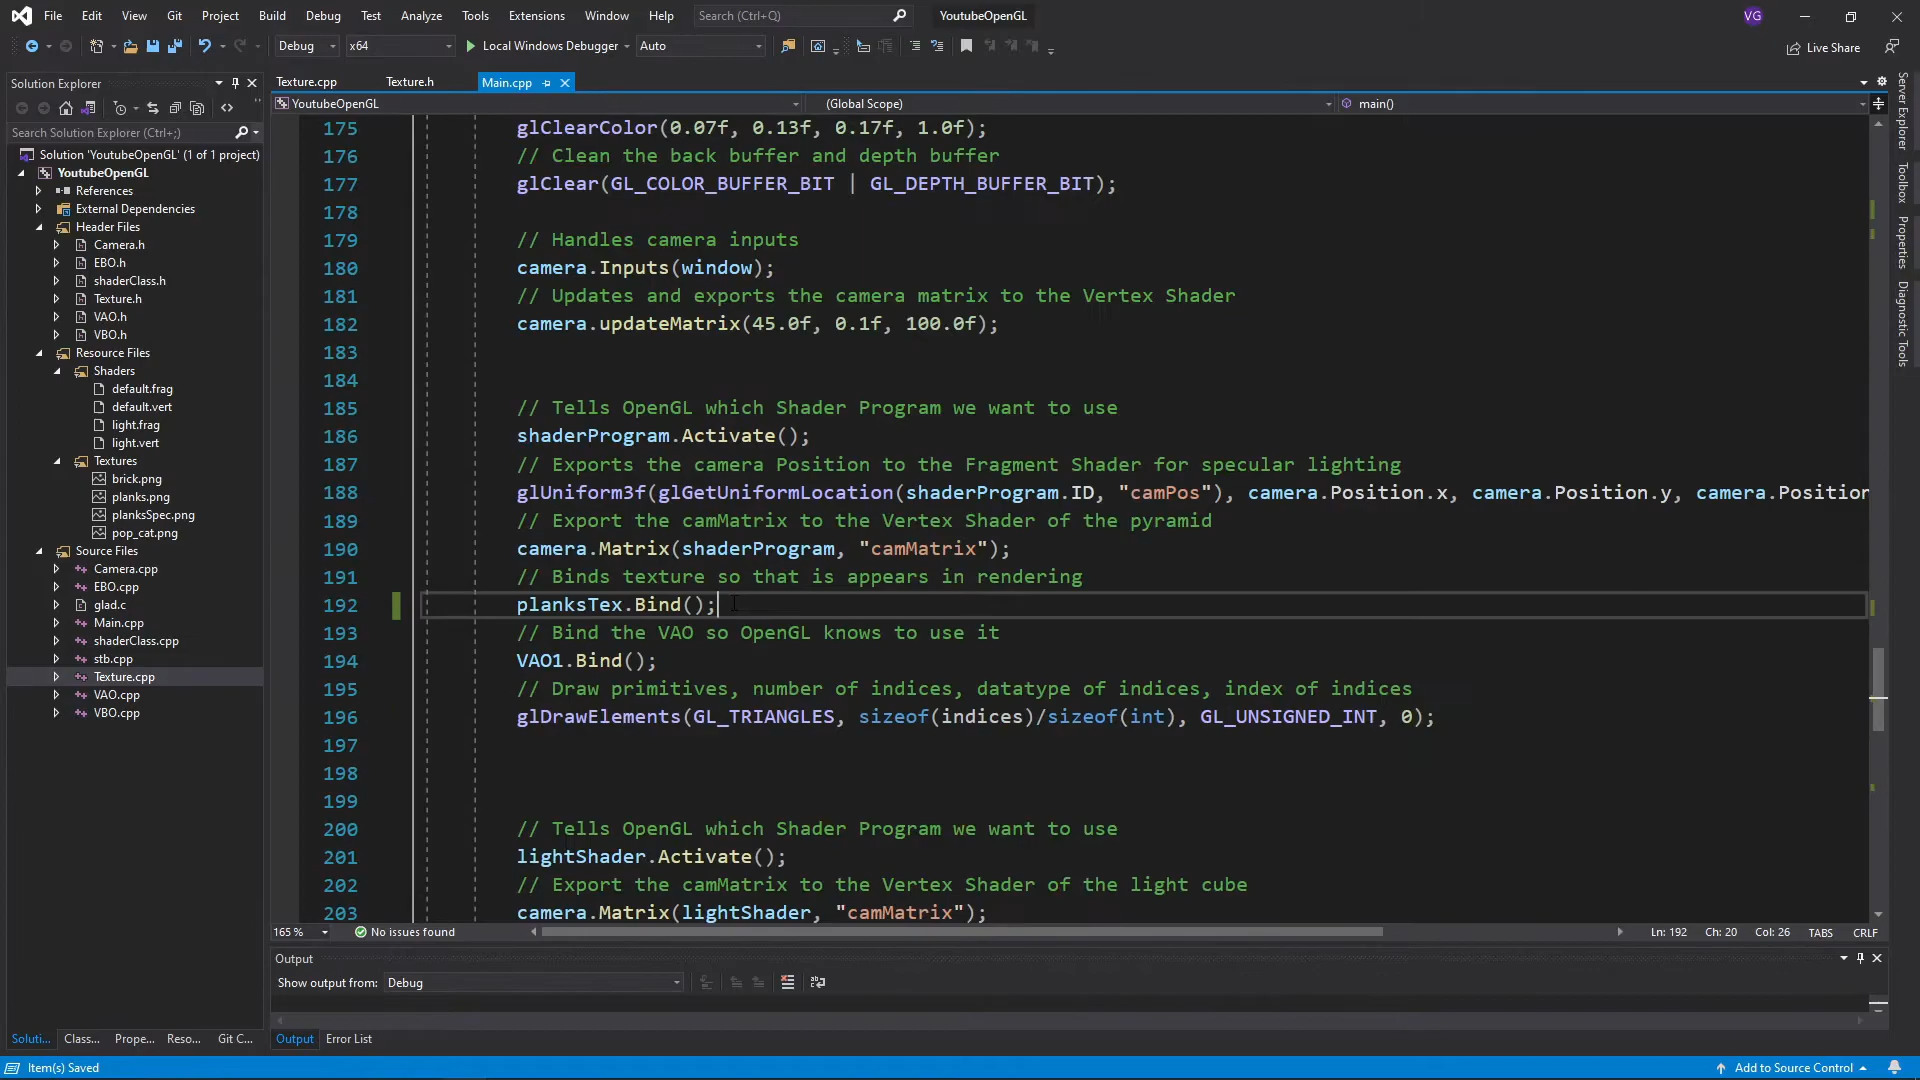 File Edit View Git Project Build Debug Test Analyze Tools Extensions Window Help Search (Ctrl+Q) YoutubeOpenGL VG
Debug x64 Local Windows Debugger Auto Live Share
Solution Explorer
Search Solution Explorer (Ctrl+;)
Solution 'YoutubeOpenGL' (1 of 1 project)
YoutubeOpenGL
References
External Dependencies
Header Files
Camera.h
EBO.h
shaderClass.h
Texture.h
VAO.h
VBO.h
Resource Files
Shaders
default.frag
default.vert
light.frag
light.vert
Textures
brick.png
planks.png
planksSpec.png
pop_cat.png
Source Files
Camera.cpp
EBO.cpp
glad.c
Main.cpp
shaderClass.cpp
stb.cpp
Texture.cpp
VAO.cpp
VBO.cpp
Soluti... Class... Prope... Reso... Git C...
Texture.cpp Texture.h Main.cpp
YoutubeOpenGL (Global Scope) main()
175 glClearColor(0.07f, 0.13f, 0.17f, 1.0f);
176 // Clean the back buffer and depth buffer
177 glClear(GL_COLOR_BUFFER_BIT | GL_DEPTH_BUFFER_BIT);
178
179 // Handles camera inputs
180 camera.Inputs(window);
181 // Updates and exports the camera matrix to the Vertex Shader
182 camera.updateMatrix(45.0f, 0.1f, 100.0f);
183
184
185 // Tells OpenGL which Shader Program we want to use
186 shaderProgram.Activate();
187 // Exports the camera Position to the Fragment Shader for specular lighting
188 glUniform3f(glGetUniformLocation(shaderProgram.ID, "camPos"), camera.Position.x, camera.Position.y, camera.Position
189 // Export the camMatrix to the Vertex Shader of the pyramid
190 camera.Matrix(shaderProgram, "camMatrix");
191 // Binds texture so that is appears in rendering
192 planksTex.Bind();
193 // Bind the VAO so OpenGL knows to use it
194 VAO1.Bind();
195 // Draw primitives, number of indices, datatype of indices, index of indices
196 glDrawElements(GL_TRIANGLES, sizeof(indices)/sizeof(int), GL_UNSIGNED_INT, 0);
197
198
199
200 // Tells OpenGL which Shader Program we want to use
201 lightShader.Activate();
202 // Export the camMatrix to the Vertex Shader of the light cube
203 camera.Matrix(lightShader, "camMatrix");
165 % No issues found Ln: 192 Ch: 20 Col: 26 TABS CRLF
Output
Show output from: Debug
Output Error List
Server Explorer
Toolbox
Properties
Diagnostic Tools
Item(s) Saved Add to Source Control